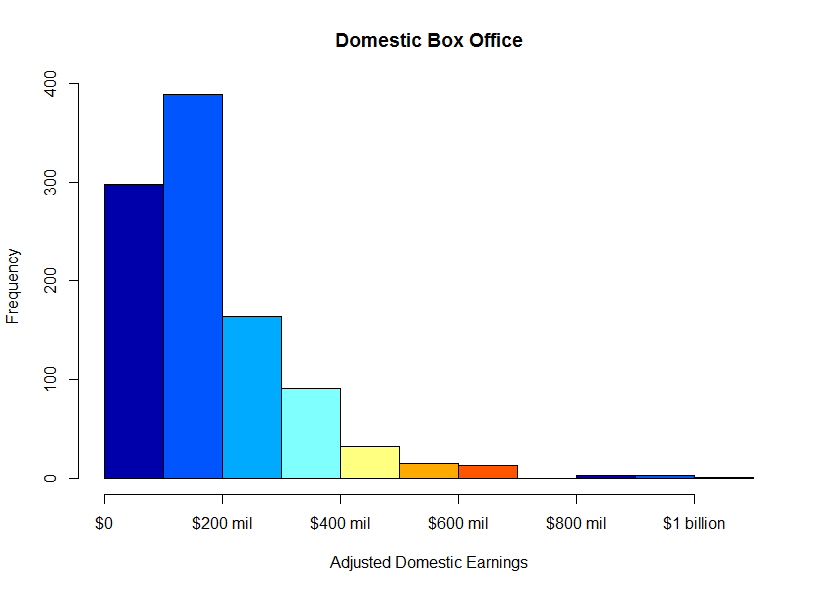 Domestic Box Office
400
300
200
100
0
Frequency
$0 $200 mil $400 mil $600 mil $800 mil $1 billion
Adjusted Domestic Earnings